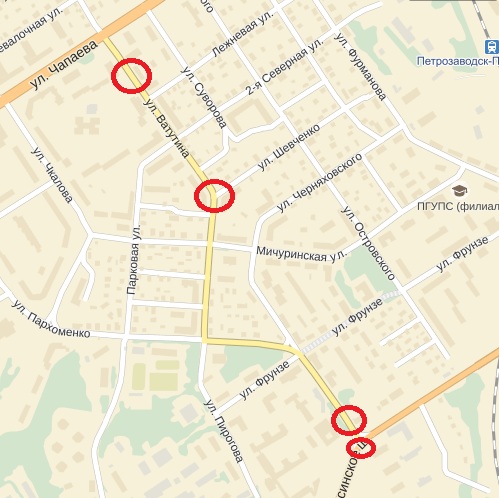 ул. Чапаева
Лежневая ул.
ул. Суворова
2-я Северная ул.
ул. Фурманова
Петрозаводск-П
ул. Ватутина
ул. Шевченко
ул. Чкалова
ул. Черняховского
ПГУПС (филиал
Парковая ул.
Мичуринская ул.
ул. Островского
ул. Фрунзе
ул. Пархоменко
ул. Фрунзе
ул. Фрунзе
ул. Пирогова